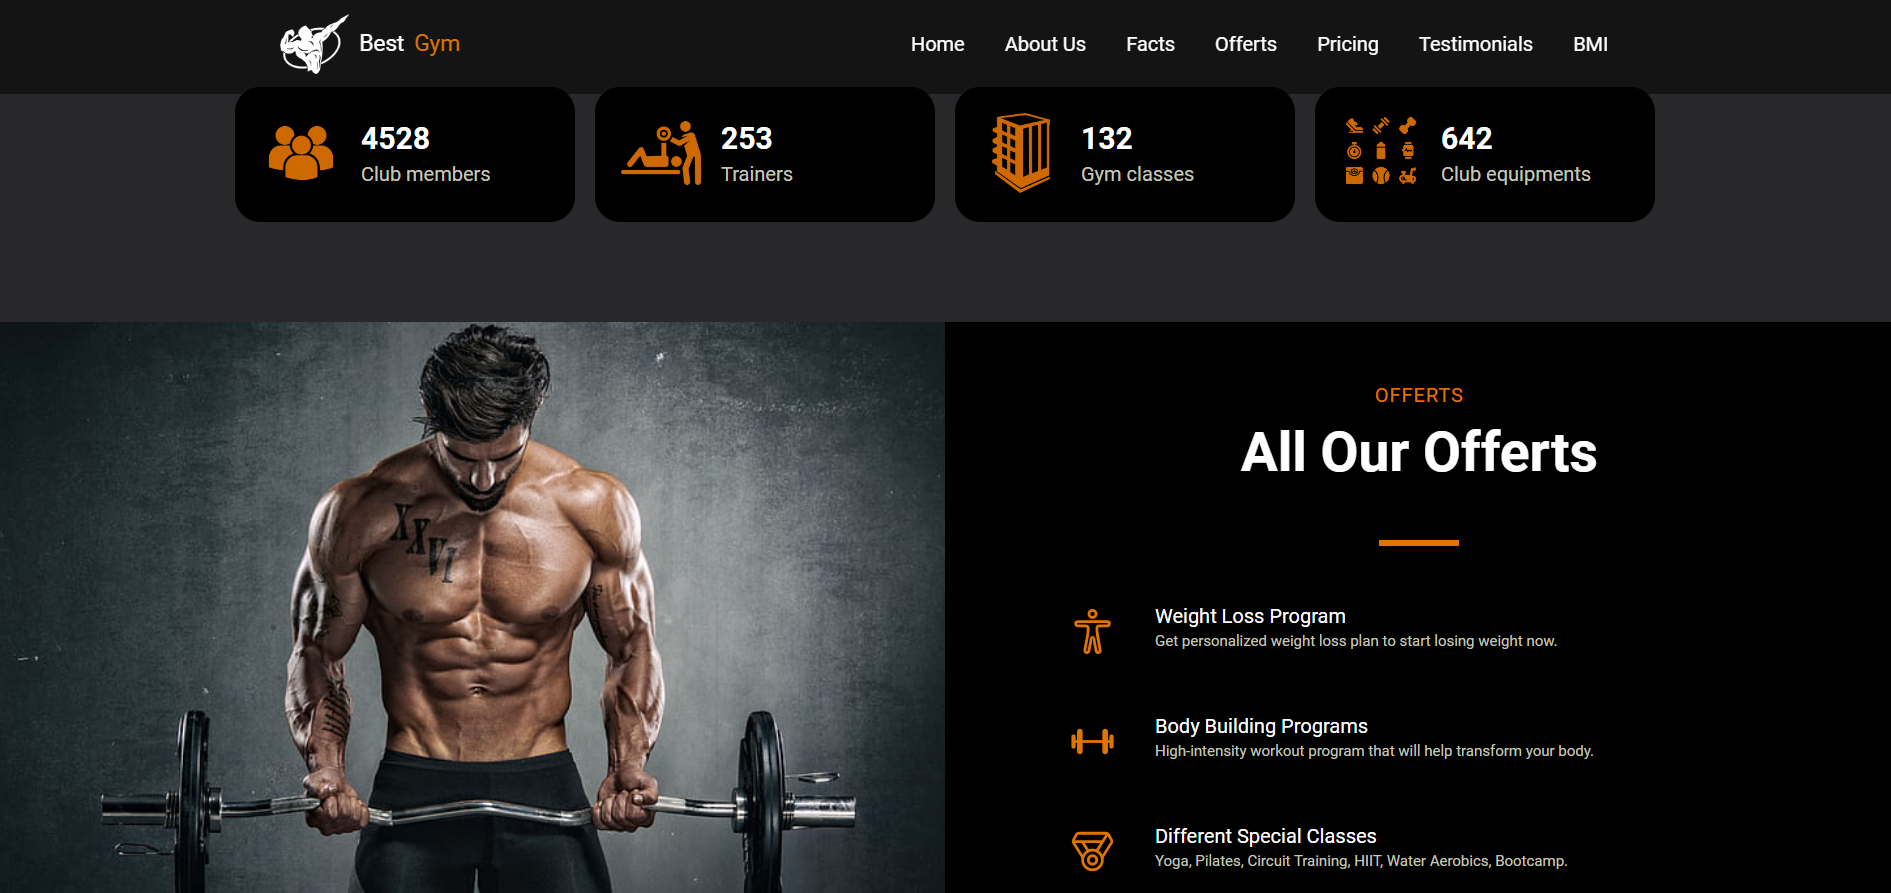 Best Gym
Home About Us Facts Offerts Pricing Testimonials BMI
4528
Club members
253
Trainers
132
Gym classes
642
Club equipments
XXVI
OFFERTS
All Our Offerts
Weight Loss Program
Get personalized weight loss plan to start losing weight now.
Body Building Programs
High-intensity workout program that will help transform your body.
Different Special Classes
Yoga, Pilates, Circuit Training, HIIT, Water Aerobics, Bootcamp.